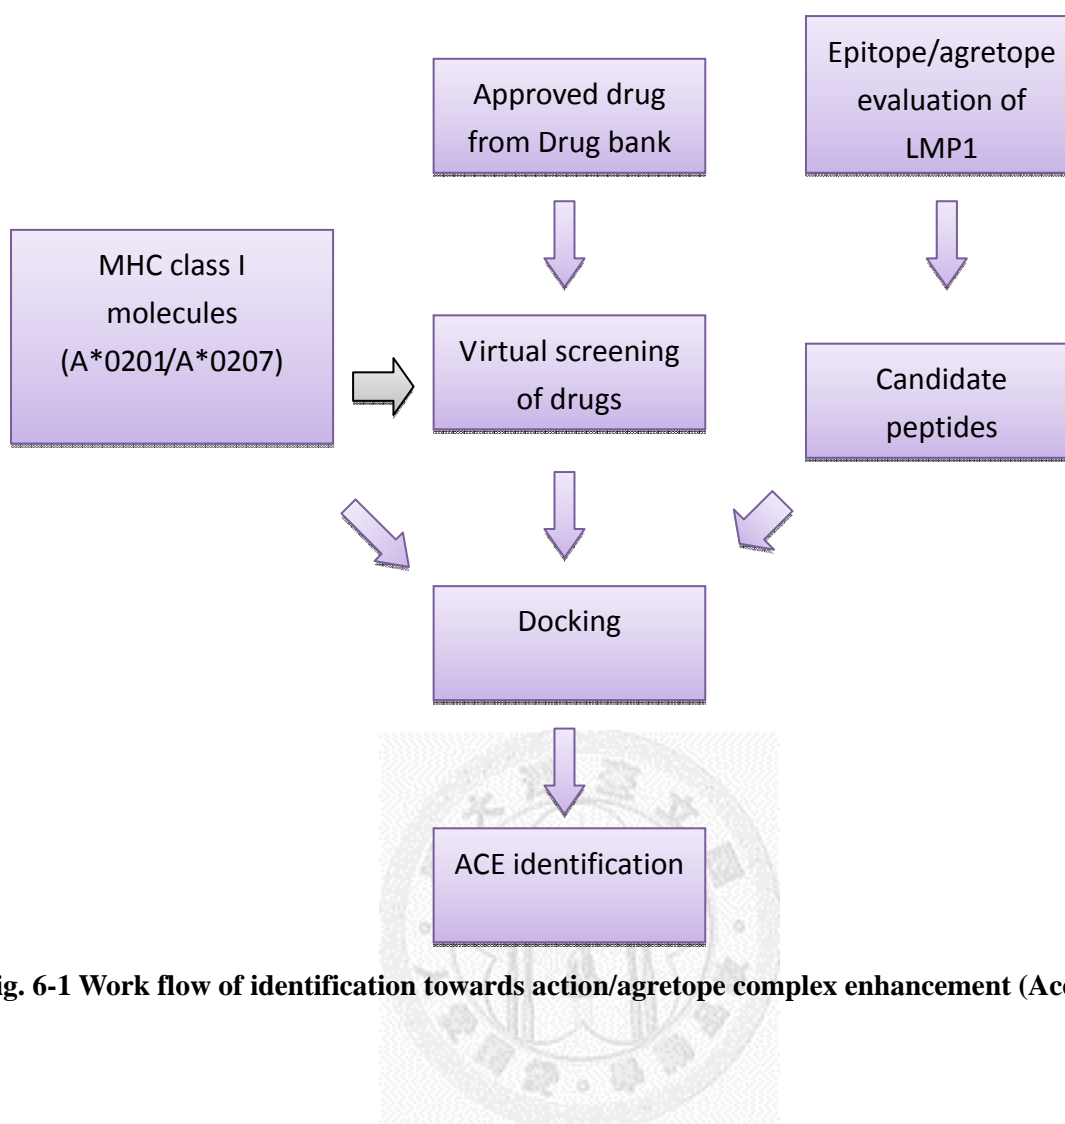 Epitope/agretope
evaluation of
LMP1
Approved drug
from Drug bank
MHC class I
molecules
(A*0201/A*0207)
Virtual screening
of drugs
Candidate
peptides
Docking
ACE identification
ig. 6-1 Work flow of identification towards action/agretope complex enhancement (Ace